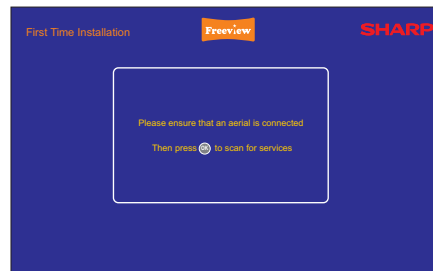 First Time Installation
Freeview
SHARP
Please ensure that an aerial is connected
Then press OK to scan for services